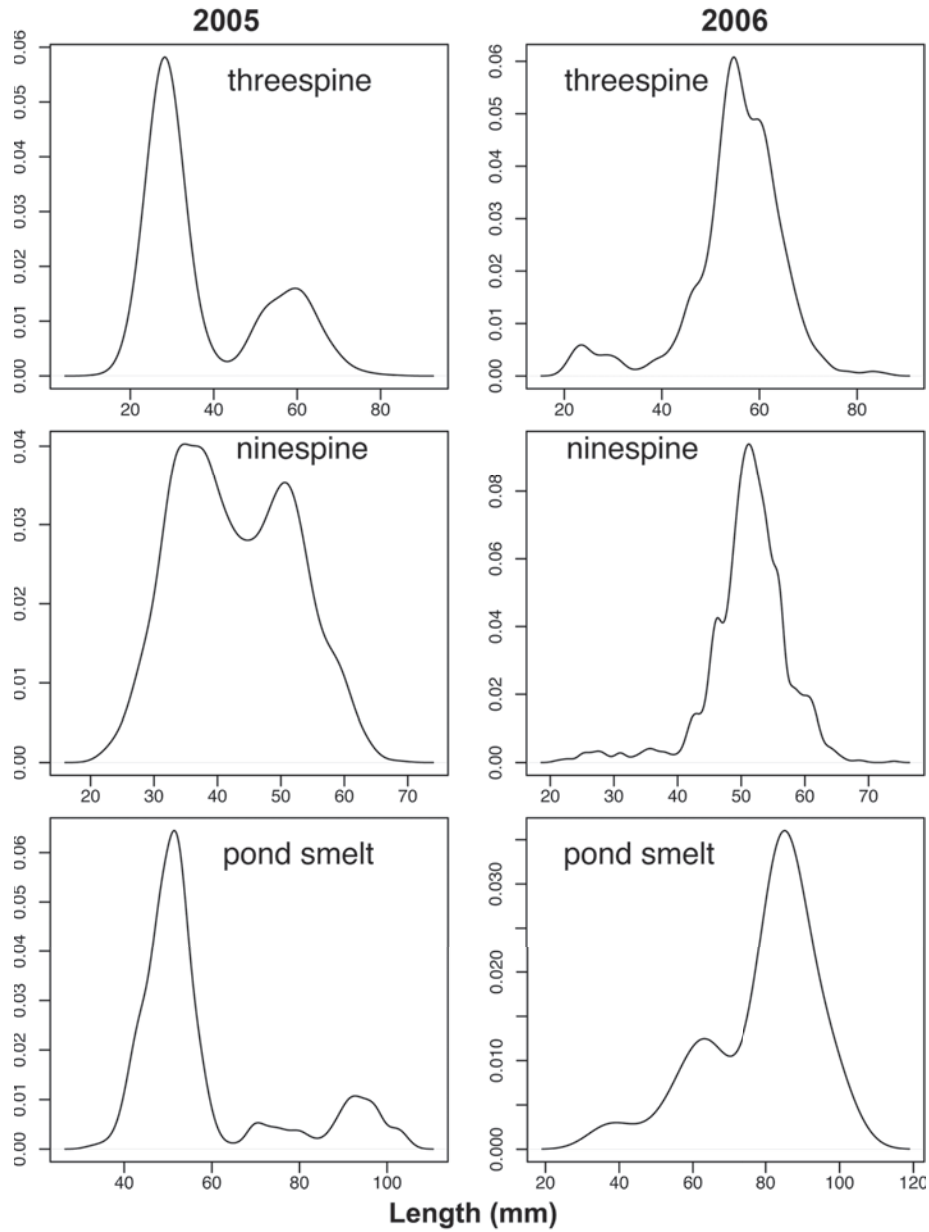 2005 2006
threespine threespine
0.00 0.01 0.02 0.03 0.04 0.05 0.06
0.00 0.01 0.02 0.03 0.04 0.05 0.06
20 40 60 80
20 40 60 80
ninespine ninespine
0.00 0.01 0.02 0.03 0.04
0.00 0.02 0.04 0.06 0.08
20 30 40 50 60 70
20 30 40 50 60 70
pond smelt pond smelt
0.00 0.01 0.02 0.03 0.04 0.05 0.06
0.000 0.010 0.020 0.030
40 60 80 100
20 40 60 80 100 120
Length (mm)